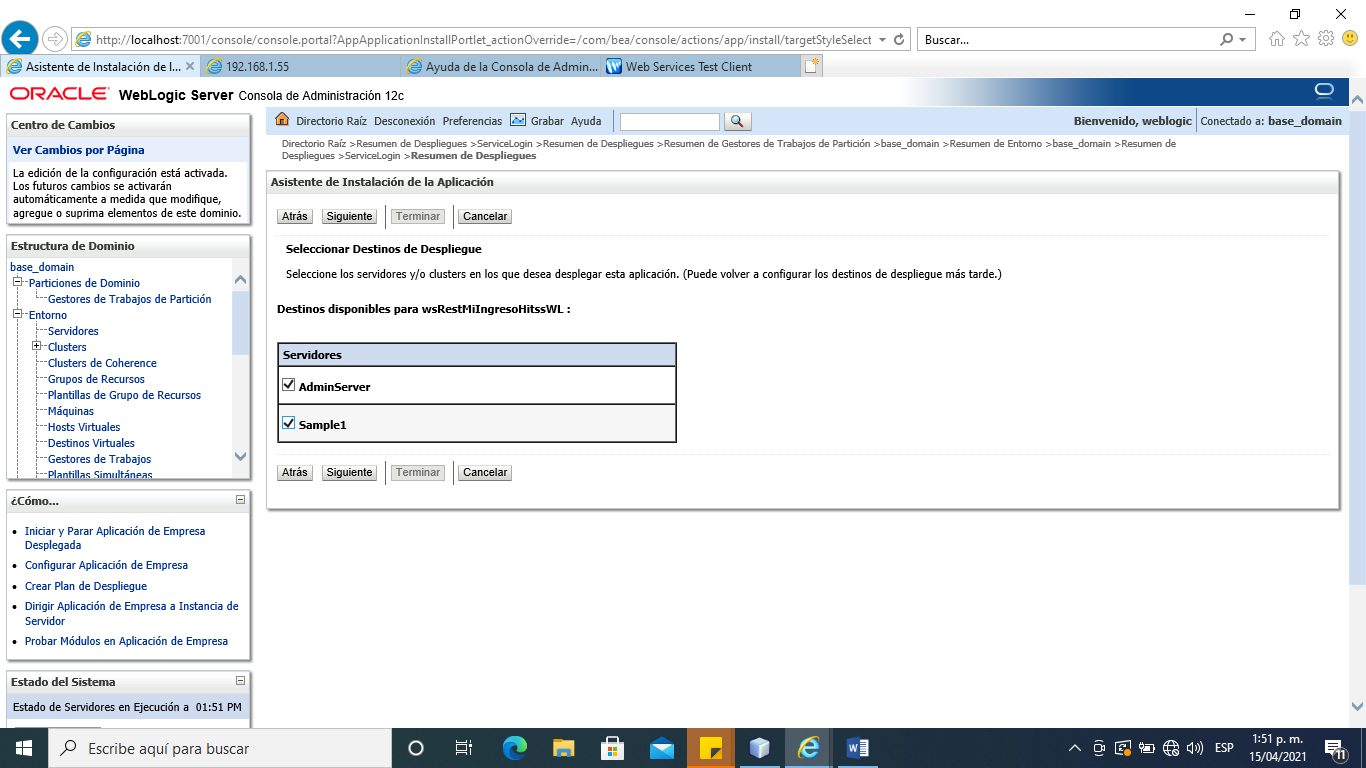 http://localhost:7001/console/console.portal?AppApplicationInstallPortlet_actionOverride=/com/bea/console/actions/app/install/targetStyleSelect
Buscar...
Asistente de Instalación de l...
192.168.1.55
Ayuda de la Consola de Admin...
Web Services Test Client
ORACLE WebLogic Server Consola de Administración 12c
Centro de Cambios
Ver Cambios por Página
La edición de la configuración está activada.
Los futuros cambios se activarán
automáticamente a medida que modifique,
agregue o suprima elementos de este dominio.
Estructura de Dominio
base_domain
Particiones de Dominio
Gestores de Trabajos de Partición
Entorno
Servidores
Clusters
Clusters de Coherence
Grupos de Recursos
Plantillas de Grupo de Recursos
Máquinas
Hosts Virtuales
Destinos Virtuales
Gestores de Trabajos
Plantillas Simultáneas
¿Cómo...
Iniciar y Parar Aplicación de Empresa
Desplegada
Configurar Aplicación de Empresa
Crear Plan de Despliegue
Dirigir Aplicación de Empresa a Instancia de
Servidor
Probar Módulos en Aplicación de Empresa
Estado del Sistema
Estado de Servidores en Ejecución a 01:51 PM
Directorio Raíz Desconexión Preferencias Grabar Ayuda
Bienvenido, weblogic Conectado a: base_domain
Directorio Raíz >Resumen de Despliegues >ServiceLogin >Resumen de Despliegues >Resumen de Gestores de Trabajos de Partición >base_domain >Resumen de Entorno >base_domain >Resumen de
Despliegues >ServiceLogin >Resumen de Despliegues
Asistente de Instalación de la Aplicación
Atrás Siguiente Terminar Cancelar
Seleccionar Destinos de Despliegue
Seleccione los servidores y/o clusters en los que desea desplegar esta aplicación. (Puede volver a configurar los destinos de despliegue más tarde.)
Destinos disponibles para wsRestMiIngresoHitssWL :
Servidores
AdminServer
Sample1
Atrás Siguiente Terminar Cancelar
Escribe aquí para buscar
ESP
1:51 p. m.
15/04/2021
11